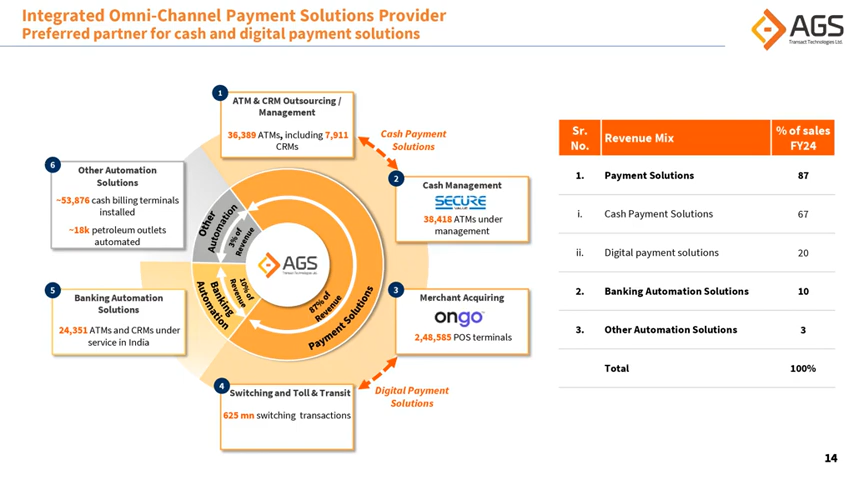 Integrated Omni-Channel Payment Solutions Provider
Preferred partner for cash and digital payment solutions
AGS
Transact Technologies Ltd.
1
ATM & CRM Outsourcing /
Management
36,389 ATMs, including 7,911
CRMs
Cash Payment
Solutions
2
Cash Management
SECURE
VALUE
38,418 ATMs under
management
3
Merchant Acquiring
ongo
2,48,585 POS terminals
Digital Payment
Solutions
4
Switching and Toll & Transit
625 mn switching transactions
5
Banking Automation
Solutions
24,351 ATMs and CRMs under
service in India
6
Other Automation
Solutions
~53,876 cash billing terminals
installed
~18k petroleum outlets
automated
Other
Automation
3% of
Revenue
Banking
Automation
10% of
Revenue
87% of
Revenue
Payment Solutions
AGS
Transact Technologies Ltd.
Sr. No. Revenue Mix % of sales FY24
1. Payment Solutions 87
i. Cash Payment Solutions 67
ii. Digital payment solutions 20
2. Banking Automation Solutions 10
3. Other Automation Solutions 3
Total 100%
14